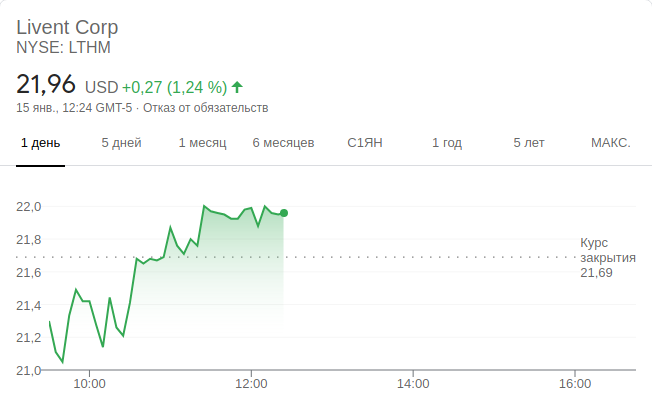 Livent Corp
NYSE: LTHM
21,96 USD +0,27 (1,24 %)
15 янв., 12:24 GMT-5 · Отказ от обязательств
1 день 5 дней 1 месяц 6 месяцев С1ЯН 1 год 5 лет МАКС.
22,0
21,8
21,6
21,4
21,2
21,0
Курс
закрытия
21,69
10:00 12:00 14:00 16:00